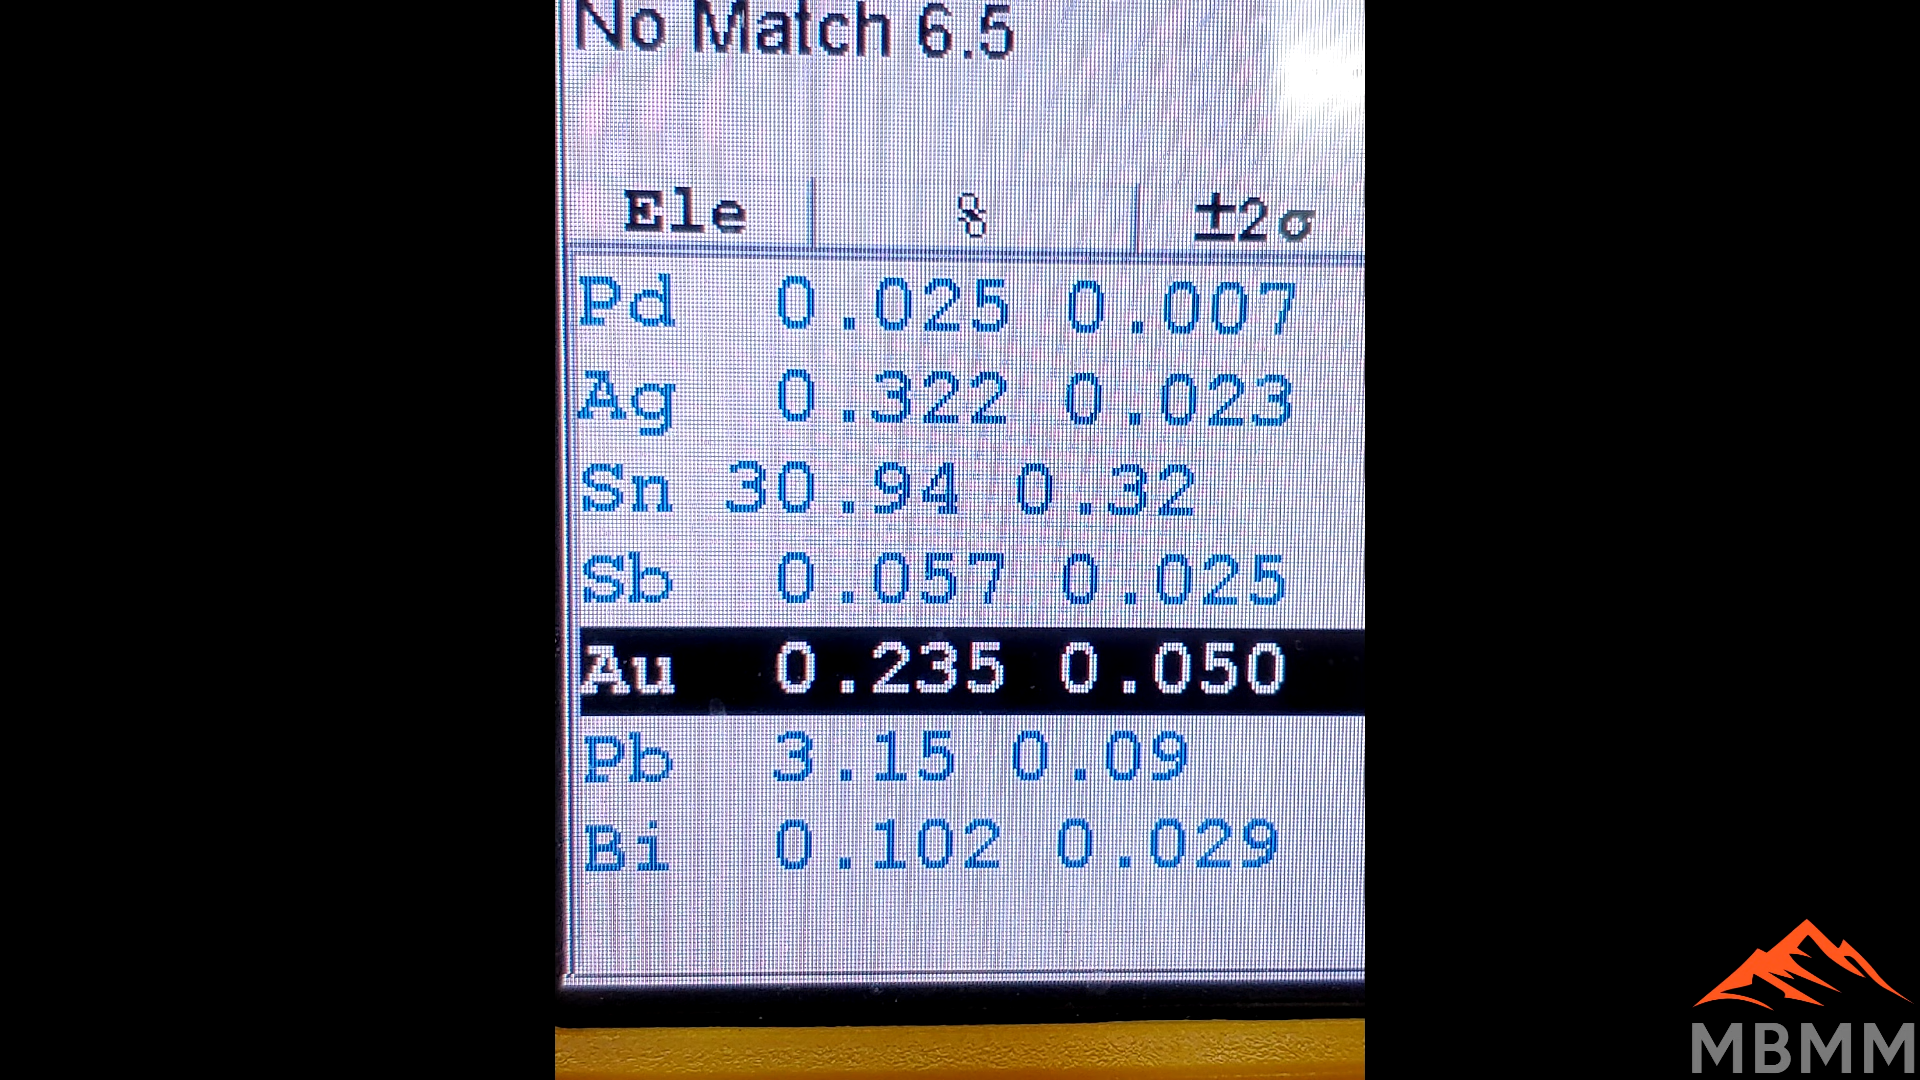 No Match 6.5
Ele % ±2σ
Pd 0.025 0.007
Ag 0.322 0.023
Sn 30.94 0.32
Sb 0.057 0.025
Au 0.235 0.050
Pb 3.15 0.09
Bi 0.102 0.029
MBMM